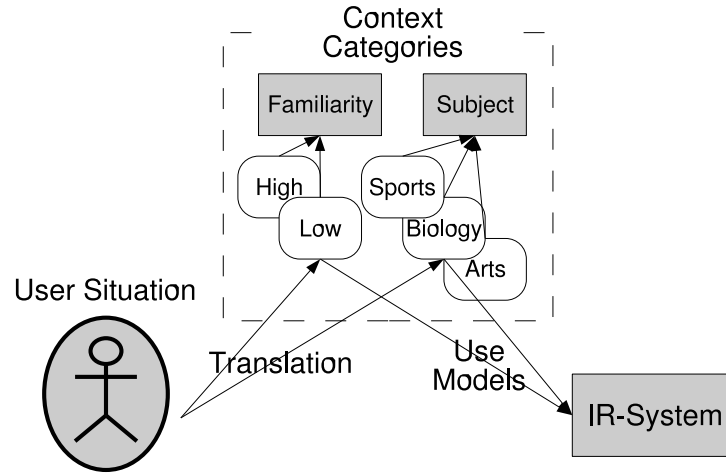 Context
Categories
Familiarity
Subject
High
Sports
Low
Biology
Arts
User Situation
Translation
Use
Models
IR-System